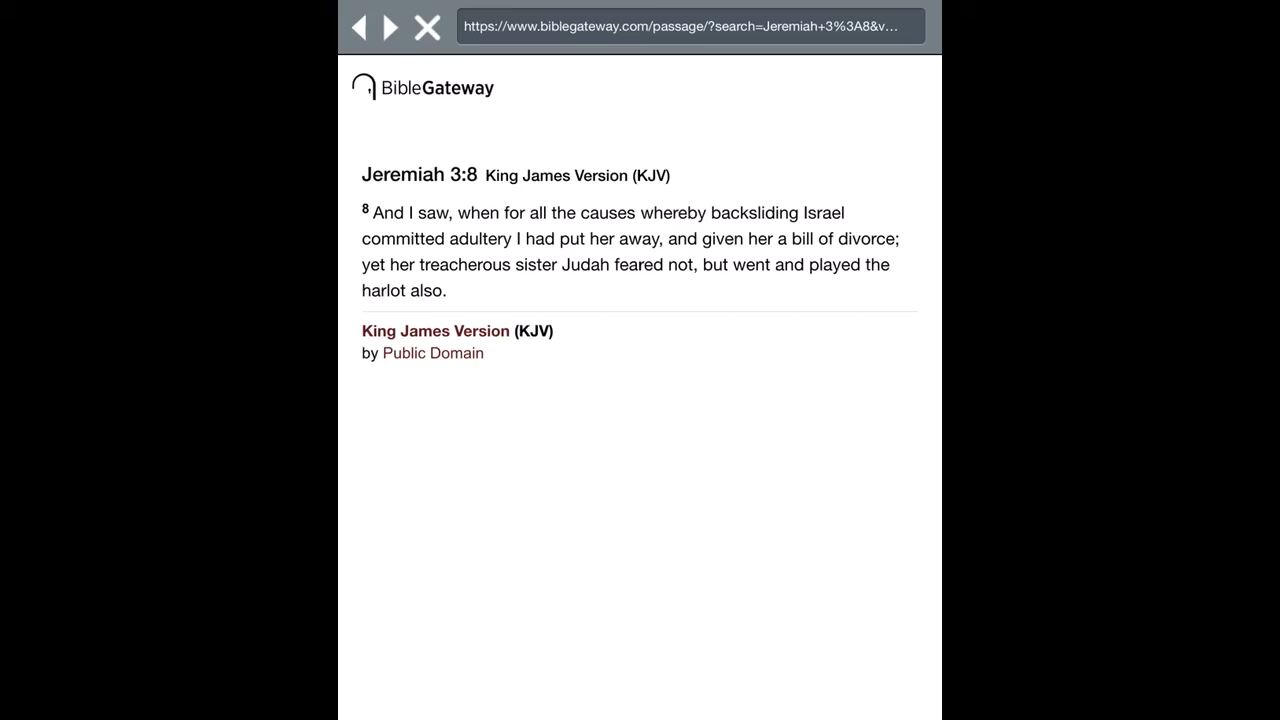 https://www.biblegateway.com/passage/?search=Jeremiah+3%3A8&v...
BibleGateway
Jeremiah 3:8 King James Version (KJV)
8 And I saw, when for all the causes whereby backsliding Israel
committed adultery I had put her away, and given her a bill of divorce;
yet her treacherous sister Judah feared not, but went and played the
harlot also.
King James Version (KJV)
by Public Domain